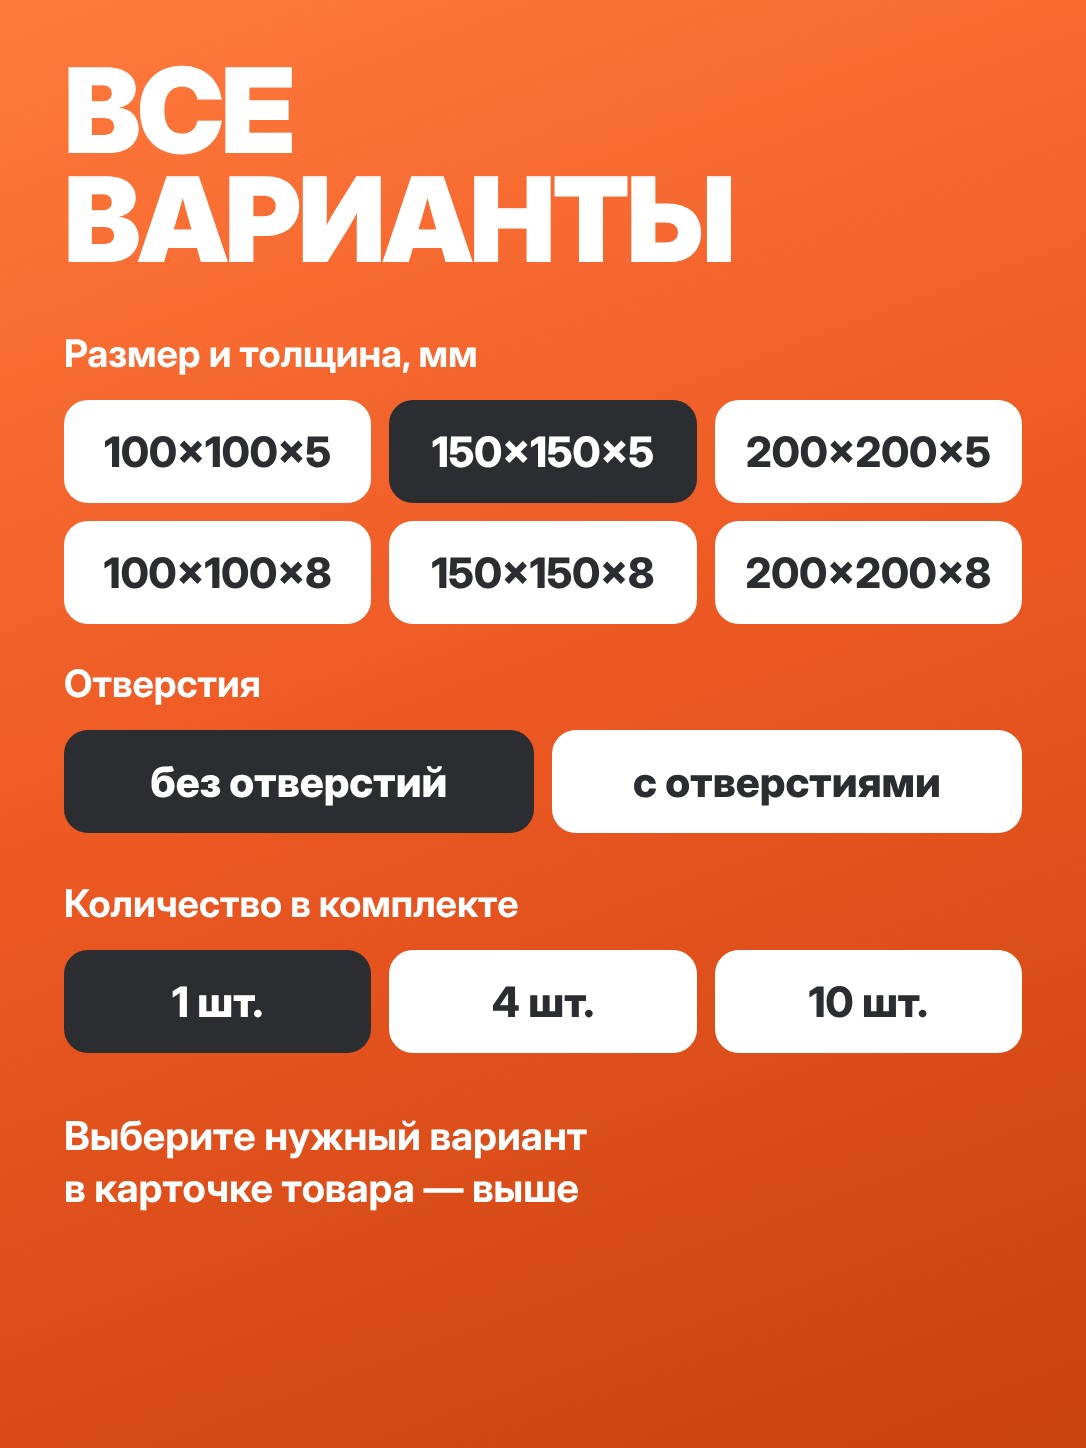 ВСЕ
ВАРИАНТЫ
Размер и толщина, мм
100×100×5 150×150×5 200×200×5
100×100×8 150×150×8 200×200×8
Отверстия
без отверстий с отверстиями
Количество в комплекте
1 шт. 4 шт. 10 шт.
Выберите нужный вариант
в карточке товара — выше